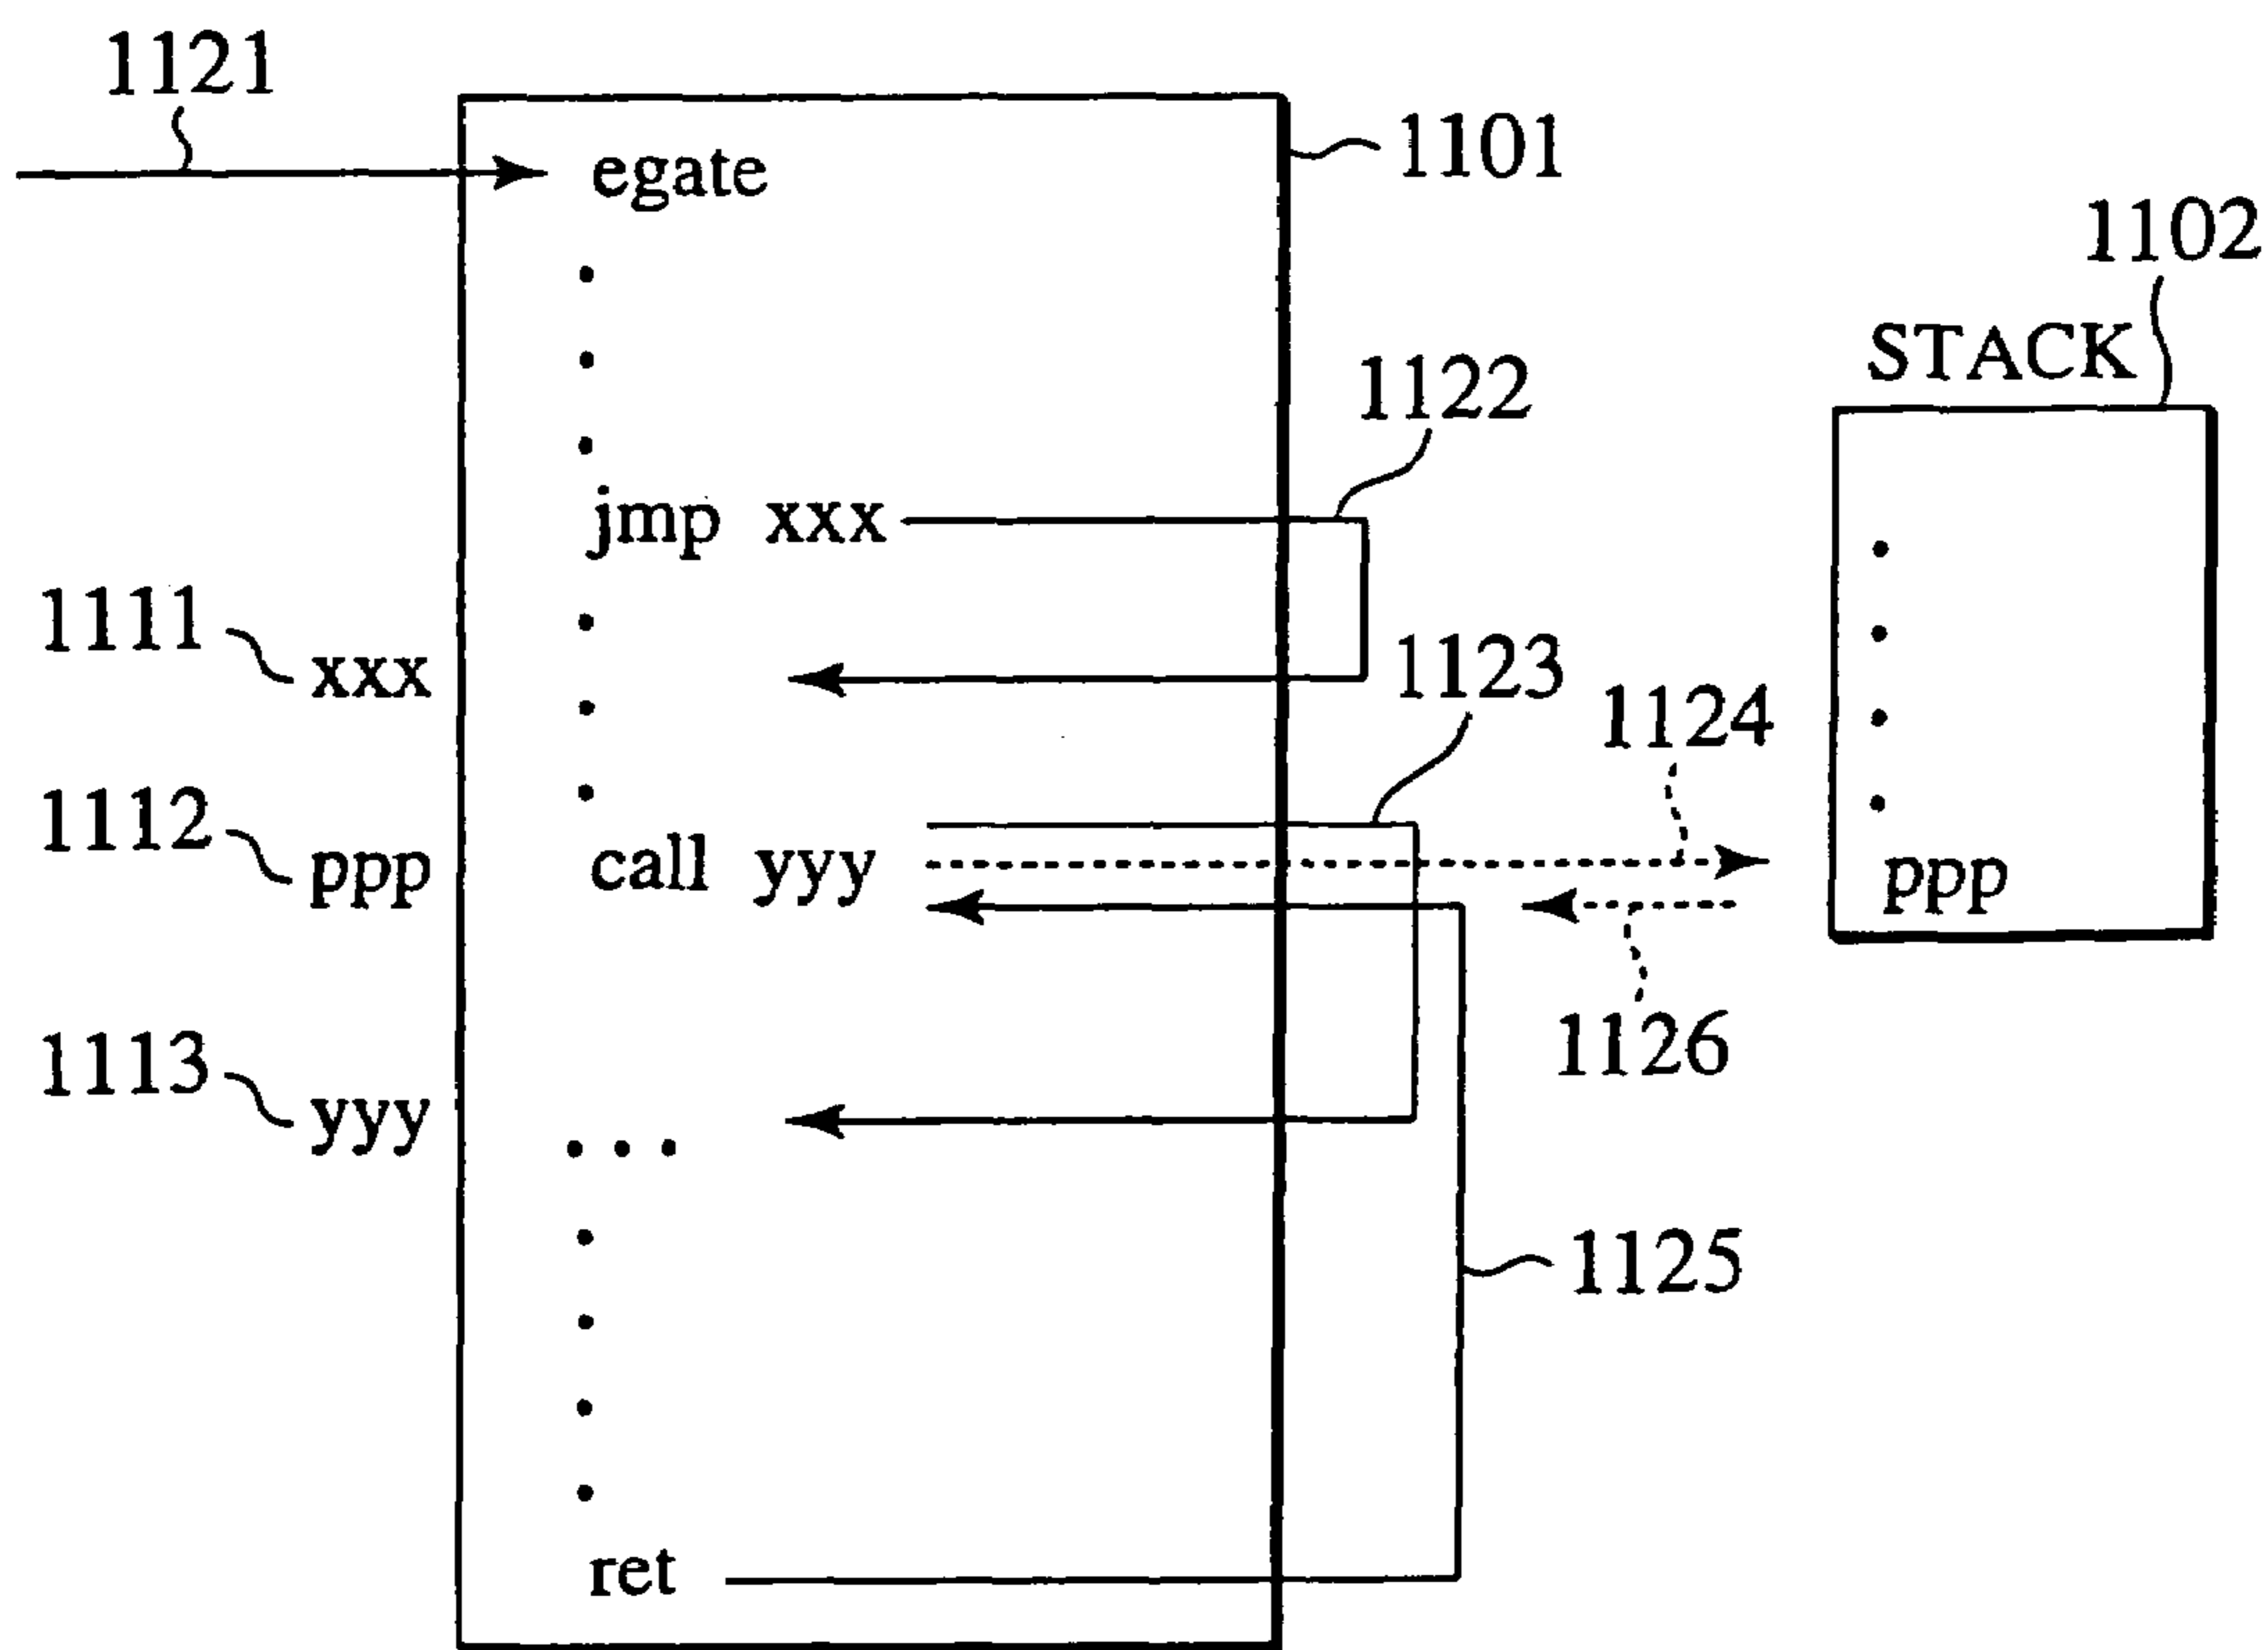 1121
1101
egate
1102
STACK
1122
jmp xxx
1111
xxx
1123
1124
1112
ppp
call yyy
ppp
1126
1113
yyy
1125
ret